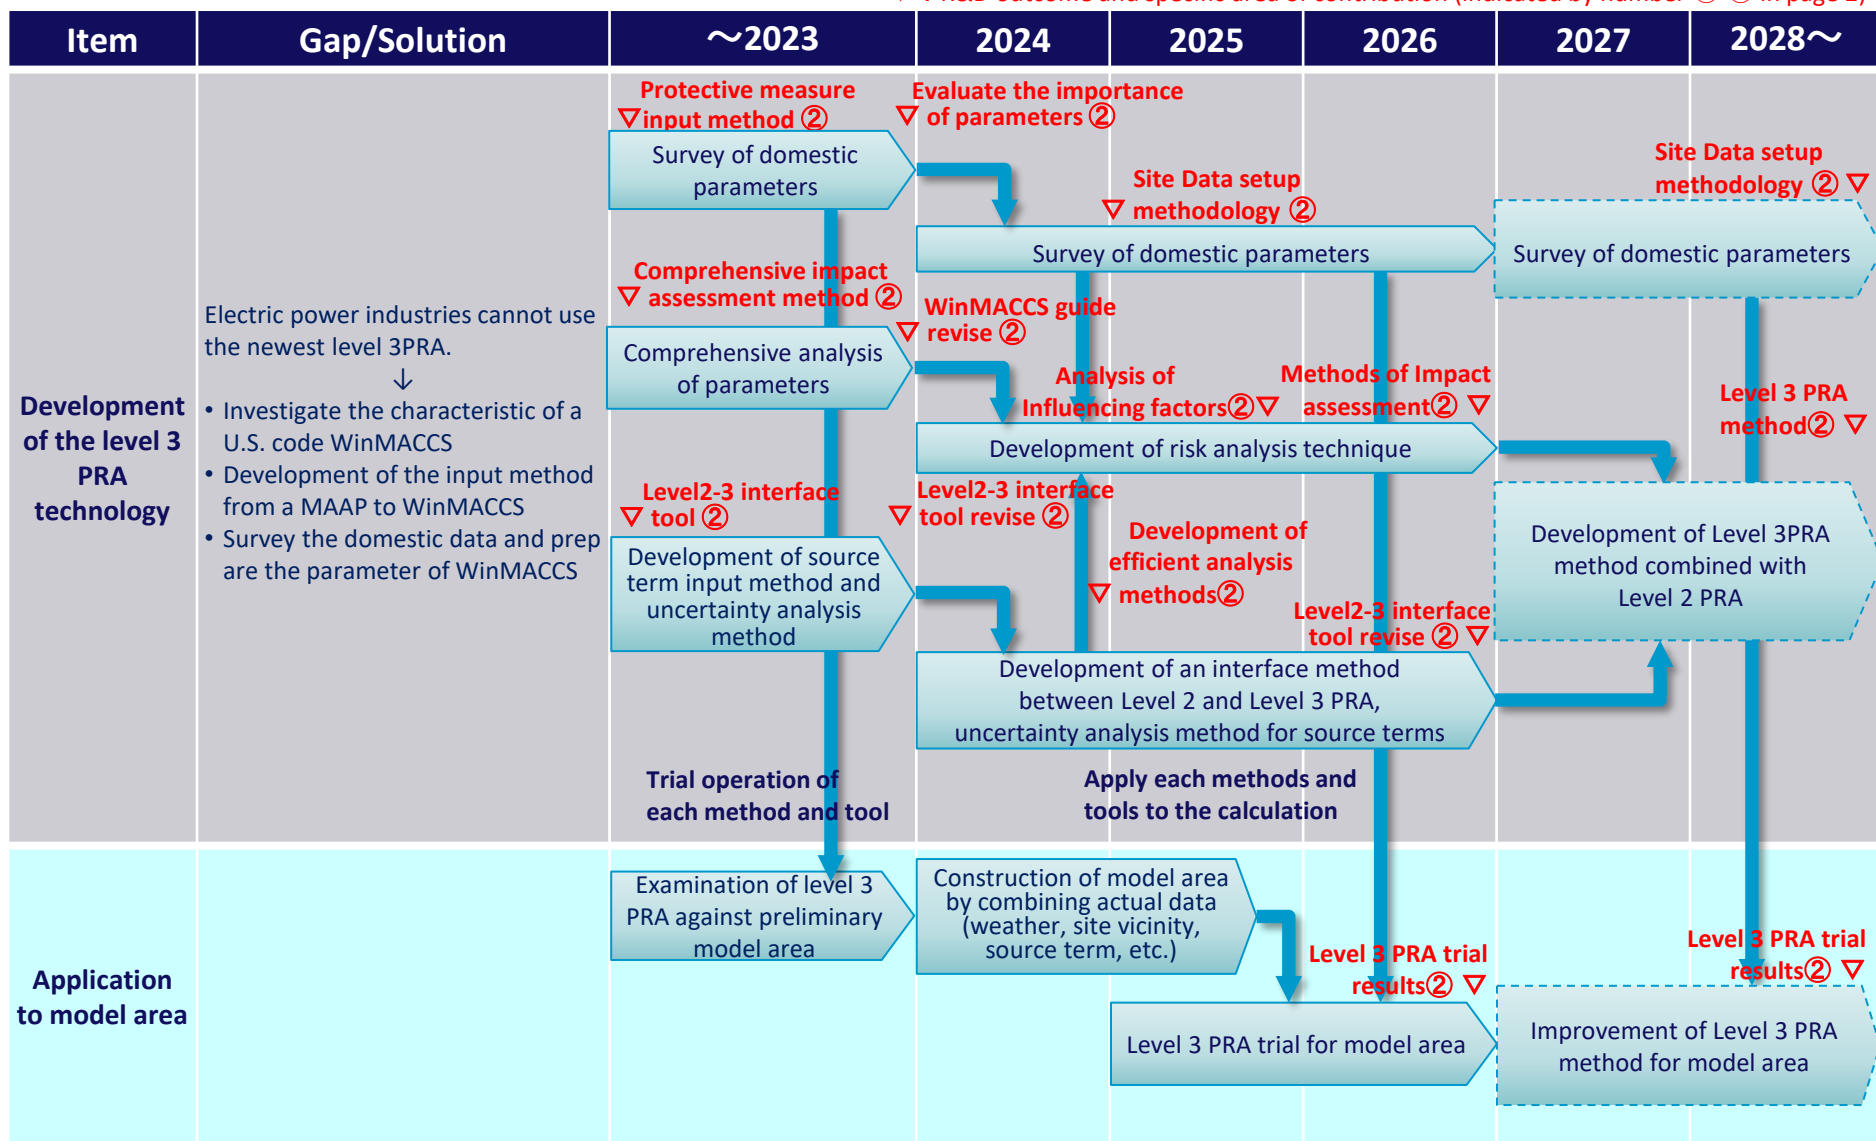 Item
Gap/Solution
～2023
2024
2025
2026
2027
2028～
Development
of the level 3
PRA
technology
Electric power industries cannot use
the newest level 3PRA.
↓
• Investigate the characteristic of a
U.S. code WinMACCS
• Development of the input method
from a MAAP to WinMACCS
• Survey the domestic data and prep
are the parameter of WinMACCS
Protective measure
▽input method ②
Survey of domestic
parameters
Evaluate the importance
▽ of parameters ②
Site Data setup
▽ methodology ②
Survey of domestic parameters
Site Data setup
methodology ② ▽
Survey of domestic parameters
Comprehensive impact
▽ assessment method ②
Comprehensive analysis
of parameters
WinMACCS guide
▽ revise ②
Analysis of
Influencing factors②▽
Methods of Impact
assessment② ▽
Development of risk analysis technique
Level 3 PRA
method② ▽
Level2-3 interface
▽ tool ②
Development of source
term input method and
uncertainty analysis
method
Level2-3 interface
▽ tool revise ②
Development of
efficient analysis
▽ methods②
Level2-3 interface
tool revise ② ▽
Development of an interface method
between Level 2 and Level 3 PRA,
uncertainty analysis method for source terms
Development of Level 3PRA
method combined with
Level 2 PRA
Trial operation of
each method and tool
Apply each methods and
tools to the calculation
Application
to model area
Examination of level 3
PRA against preliminary
model area
Construction of model area
by combining actual data
(weather, site vicinity,
source term, etc.)
Level 3 PRA trial
results② ▽
Level 3 PRA trial for model area
Level 3 PRA trial
results② ▽
Improvement of Level 3 PRA
method for model area